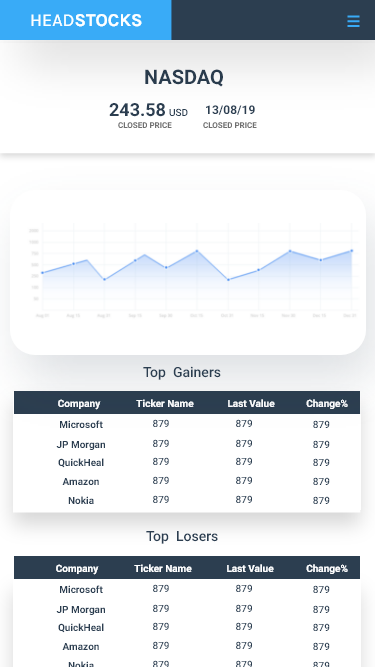 HEADSTOCKS
NASDAQ
243.58 USD 13/08/19
CLOSED PRICE CLOSED PRICE
Top Gainers
Company Ticker Name Last Value Change%
Microsoft 879 879 879
JP Morgan 879 879 879
QuickHeal 879 879 879
Amazon 879 879 879
Nokia 879 879 879
Top Losers
Company Ticker Name Last Value Change%
Microsoft 879 879 879
JP Morgan 879 879 879
QuickHeal 879 879 879
Amazon 879 879 879
Nokia 879 879 879